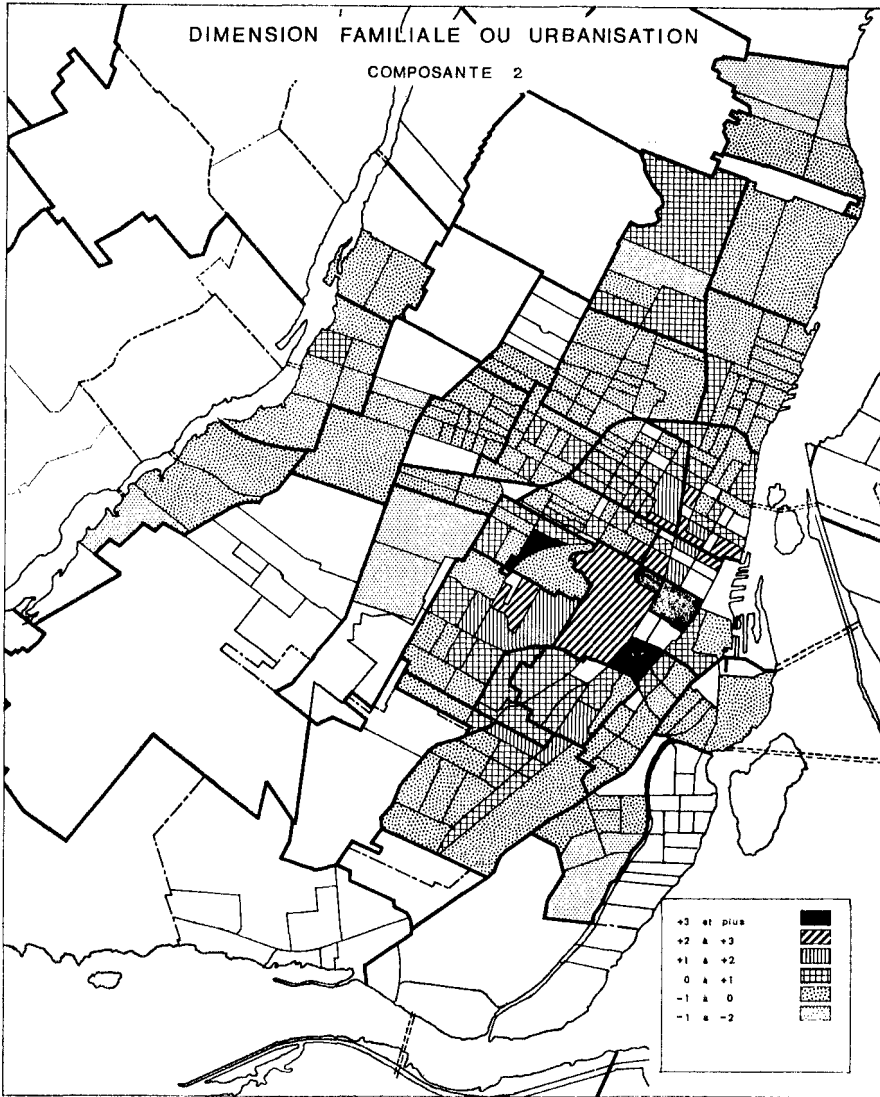 DIMENSION FAMILIALE OU URBANISATION
COMPOSANTE 2
+3 et plus
+2 à +3
+1 à +2
0 à +1
-1 à 0
-1 à -2